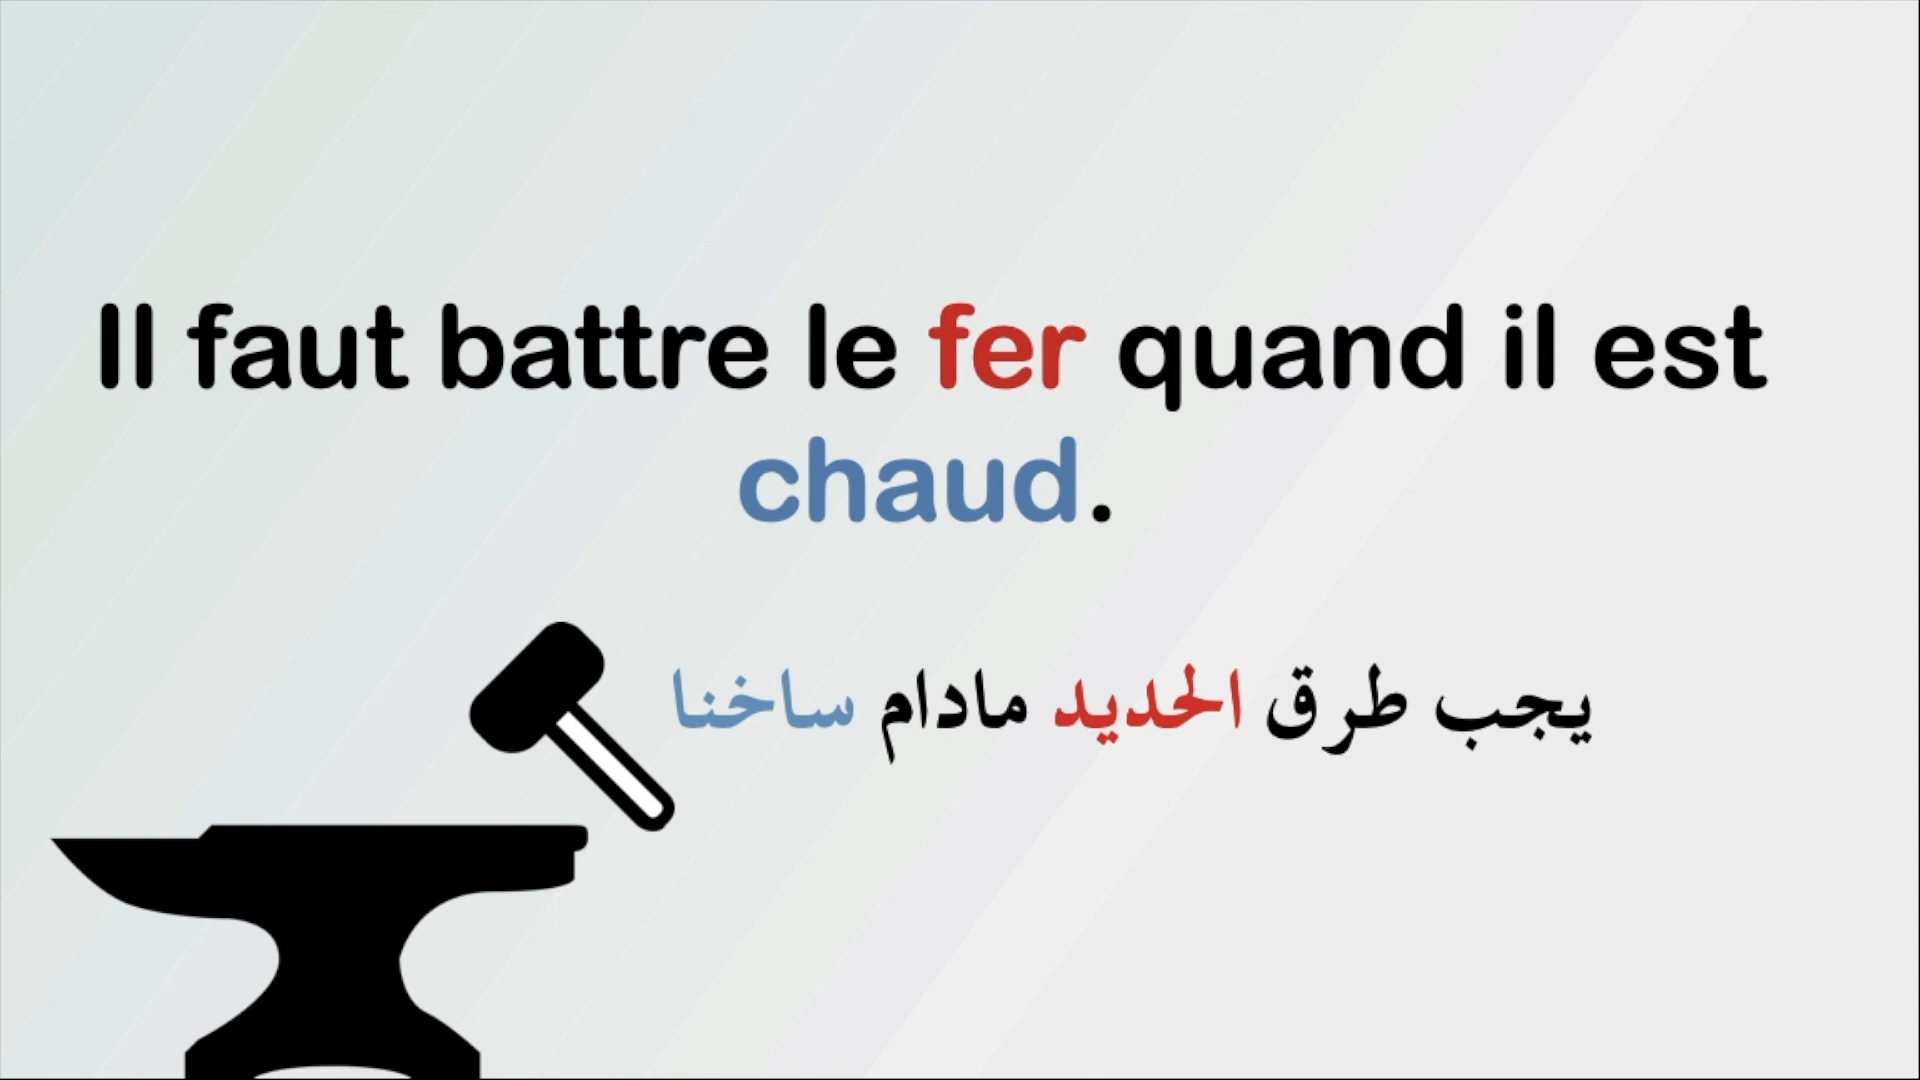 Il faut battre le fer quand il est
chaud.
يجب طرق الحديد مادام ساخنا